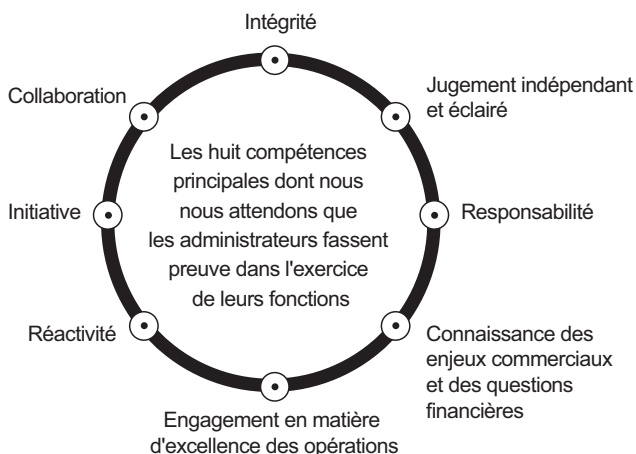 Intégrité
Jugement indépendant
et éclairé
Collaboration
Les huit compétences
principales dont nous
nous attendons que
les administrateurs fassent
preuve dans l'exercice
de leurs fonctions
Initiative
Responsabilité
Réactivité
Connaissance des
enjeux commerciaux
et des questions
financières
Engagement en matière
d'excellence des opérations